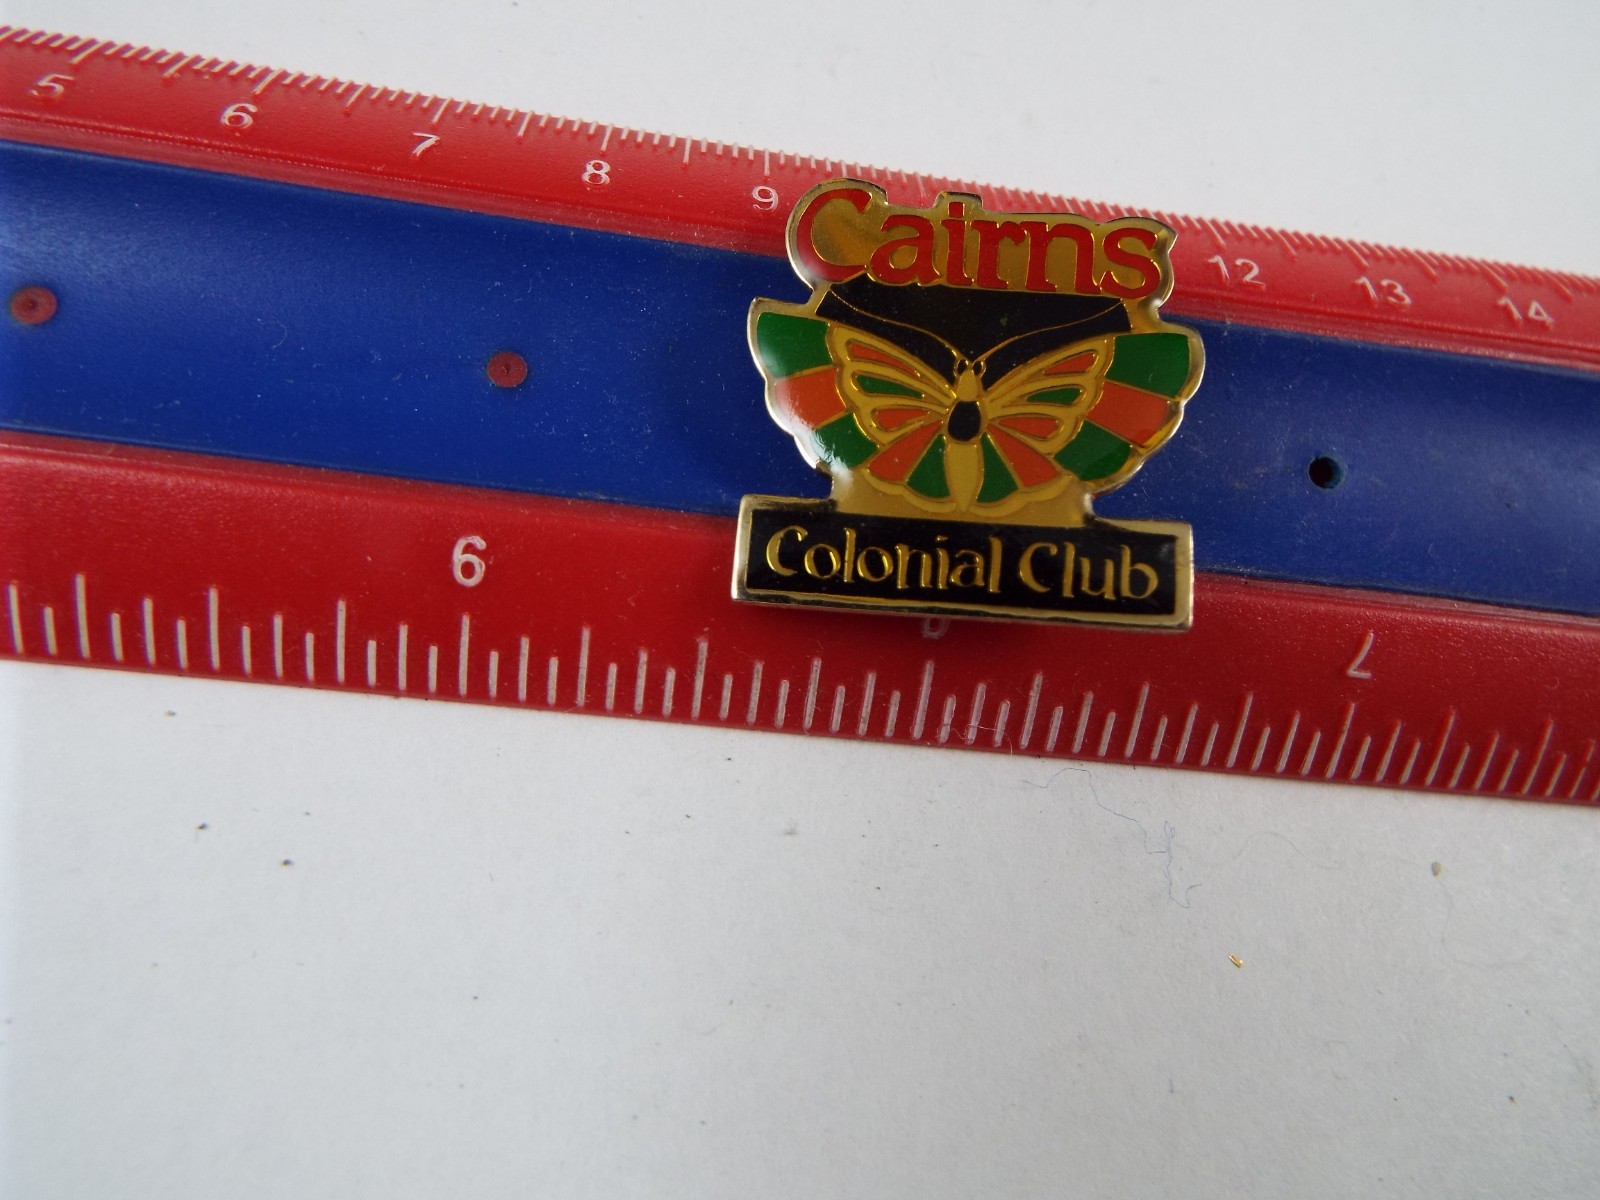 5 6 7 8 9 12 13 14
Cairns
Colonial Club
6 7